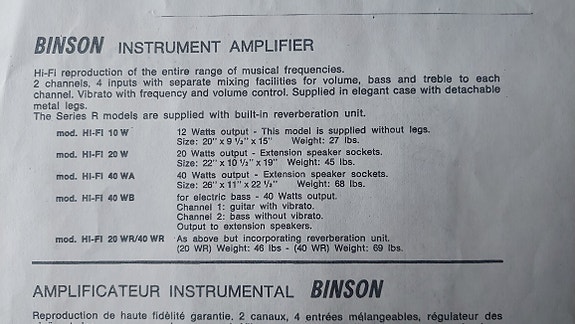 BINSON INSTRUMENT AMPLIFIER
Hi-Fi reproduction of the entire range of musical frequencies.
2 channels, 4 inputs with separate mixing facilities for volume, bass and treble to each
channel. Vibrato with frequency and volume control. Supplied in elegant case with detachable
metal legs.
The Series R models are supplied with built-in reverberation unit.
mod. HI-FI 10 W 12 Watts output - This model is supplied without legs.
Size: 20" x 9 1/2" x 15" Weight: 27 lbs.
mod. HI-FI 20 W 20 Watts output - Extension speaker sockets.
Size: 22" x 10 1/2" x 19" Weight: 45 lbs.
mod. HI-FI 40 WA 40 Watts output - Extension speaker sockets.
Size: 26" x 11" x 22 1/2" Weight: 68 lbs.
mod. HI-FI 40 WB for electric bass - 40 Watts output.
Channel 1: guitar with vibrato.
Channel 2: bass without vibrato.
Output to extension speakers.
mod. HI-FI 20 WR/40 WR As above but incorporating reverberation unit.
(20 WR) Weight: 46 lbs - (40 WR) Weight: 69 lbs.
AMPLIFICATEUR INSTRUMENTAL BINSON
Reproduction de haute fidélité garantie. 2 canaux, 4 entrées mélangeables, régulateur des